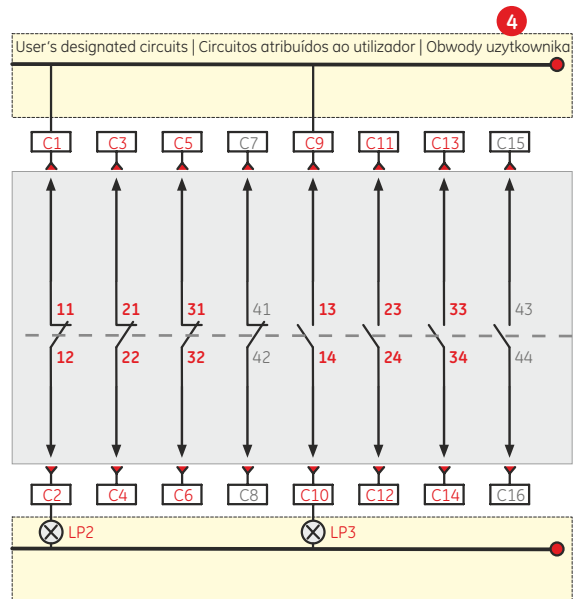 4
User's designated circuits | Circuitos atribuídos ao utilizador | Obwody uzytkownika
C1 C3 C5 C7 C9 C11 C13 C15
11 21 31 41 13 23 33 43
12 22 32 42 14 24 34 44
C2 C4 C6 C8 C10 C12 C14 C16
LP2 LP3